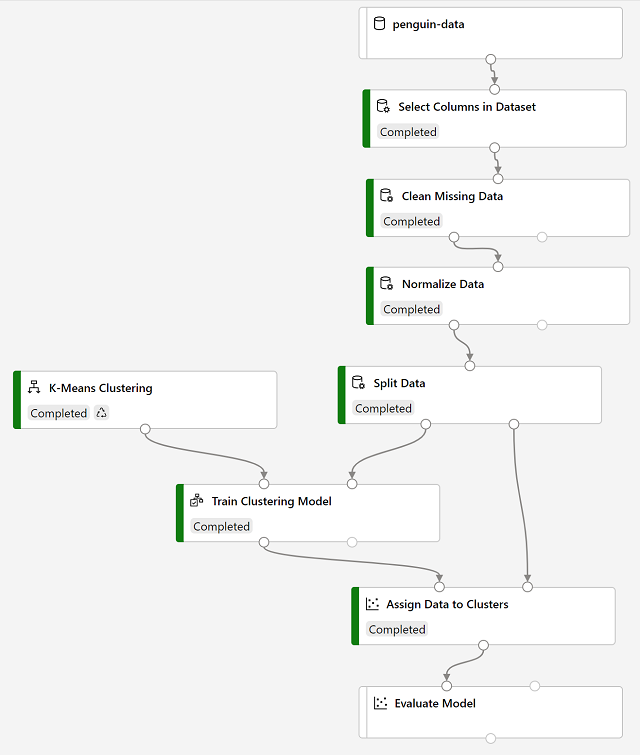 penguin-data
Select Columns in Dataset
Completed
Clean Missing Data
Completed
Normalize Data
Completed
K-Means Clustering
Completed
Split Data
Completed
Train Clustering Model
Completed
Assign Data to Clusters
Completed
Evaluate Model